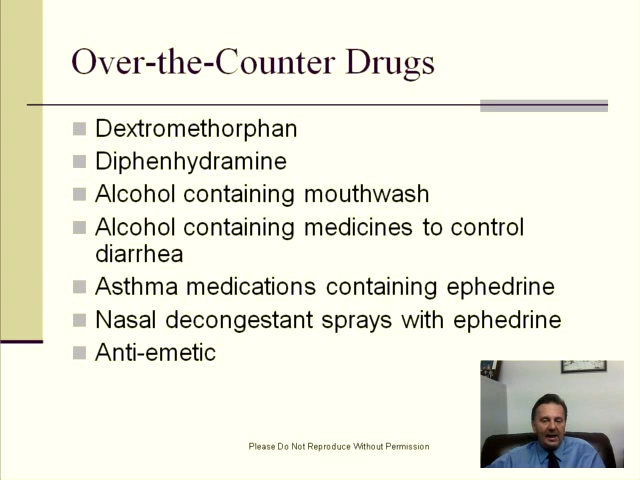 Over-the-Counter Drugs
Dextromethorphan
Diphenhydramine
Alcohol containing mouthwash
Alcohol containing medicines to control
diarrhea
Asthma medications containing ephedrine
Nasal decongestant sprays with ephedrine
Anti-emetic
Please Do Not Reproduce Without Permission